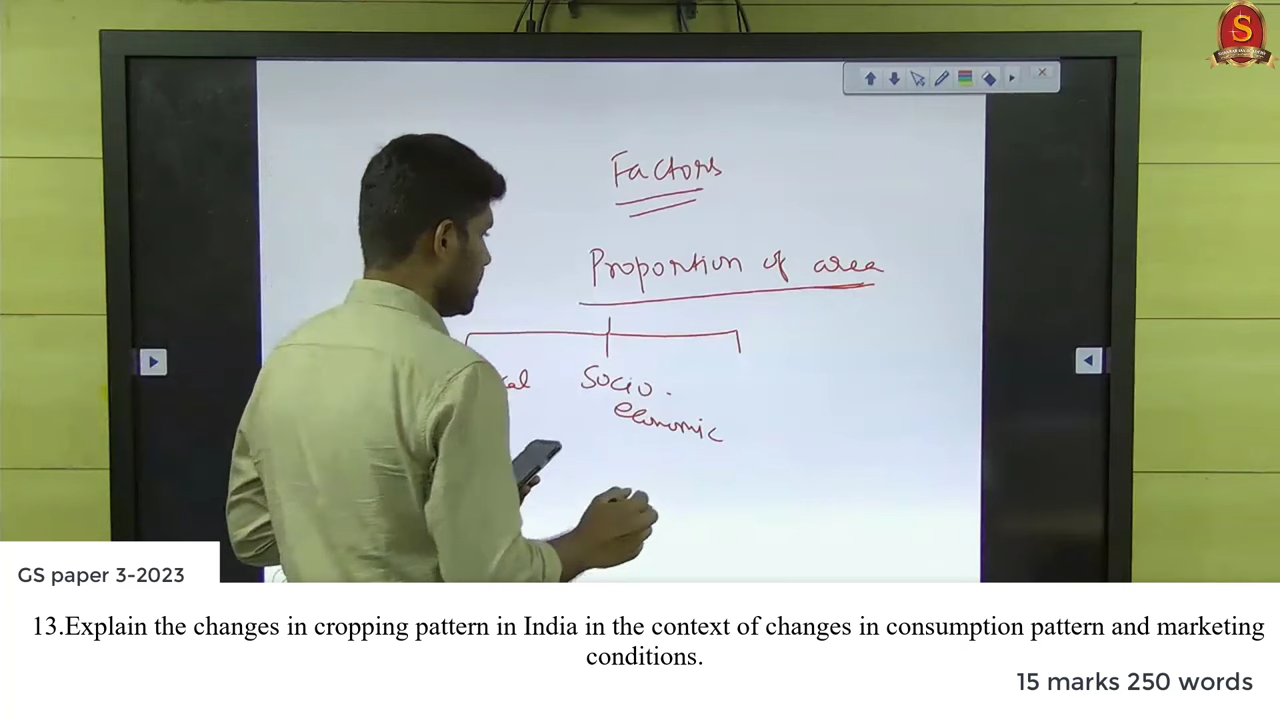 S
Factors
Proportion of area
Socio.
economic
GS paper 3-2023
13.Explain the changes in cropping pattern in India in the context of changes in consumption pattern and marketing
conditions.
15 marks 250 words